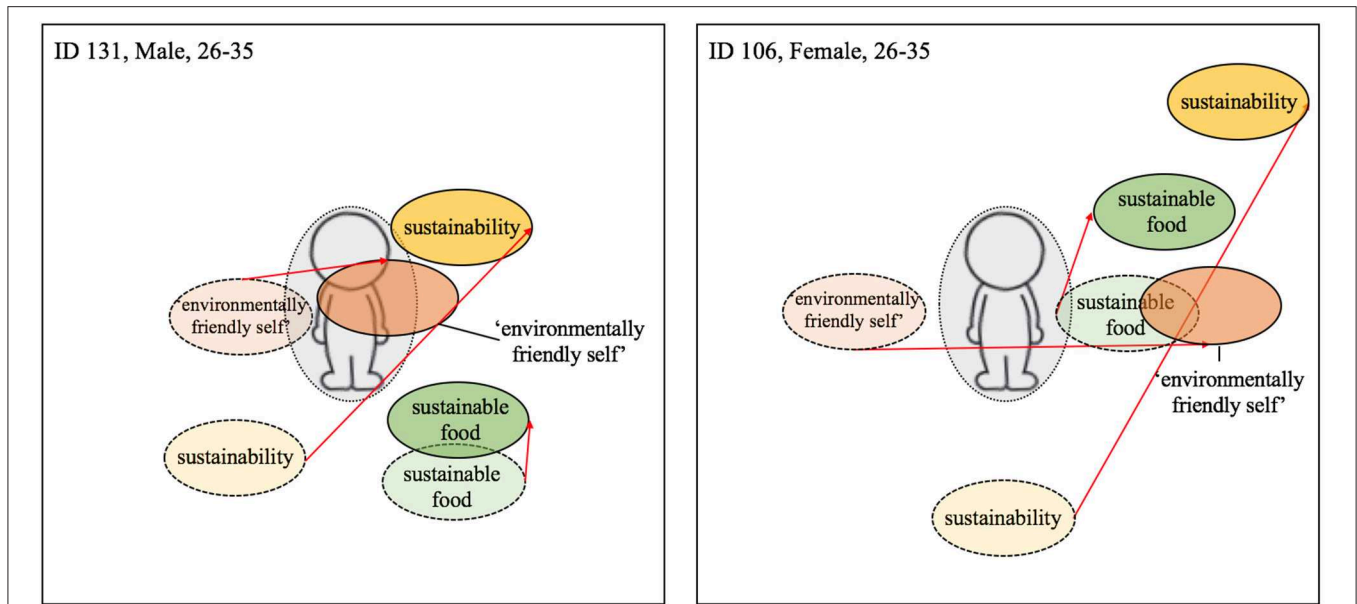 ID 131, Male, 26-35
sustainability
‘environmentally
friendly self’
‘environmentally
friendly self’
sustainable
food
sustainability
sustainable
food
ID 106, Female, 26-35
sustainability
sustainable
food
‘environmentally
friendly self’
sustainable
food
‘environmentally
friendly self’
sustainability